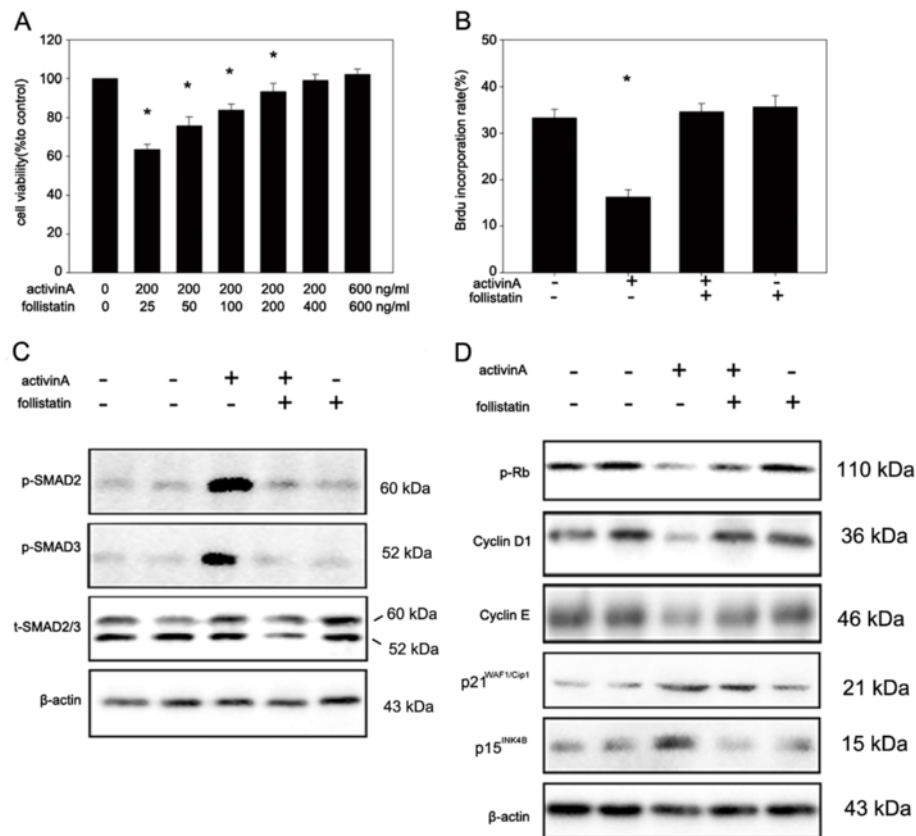 A
cell viability(%to control)
120
100
80
60
40
20
0
* * * *
activinA 0 200 200 200 200 200 600 ng/ml
follistatin 0 25 50 100 200 400 600 ng/ml
B
Brdu incorporation rate(%)
50
40
30
20
10
0
*
activinA - + + -
follistatin - - + +
C
activinA - - + + -
follistatin - - - + +
p-SMAD2 60 kDa
p-SMAD3 52 kDa
t-SMAD2/3 60 kDa
52 kDa
β-actin 43 kDa
D
activinA - - + + -
follistatin - - - + +
p-Rb 110 kDa
Cyclin D1 36 kDa
Cyclin E 46 kDa
p21WAF1/Cip1 21 kDa
p15INK4B 15 kDa
β-actin 43 kDa